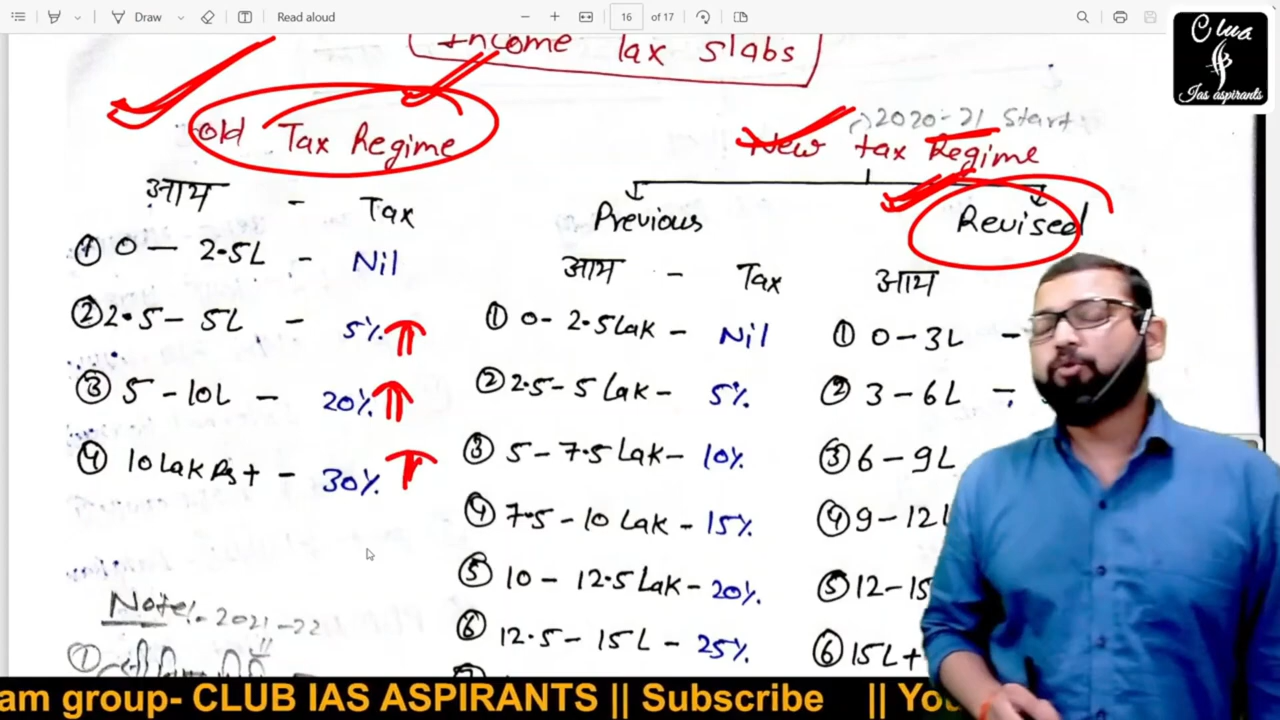 Draw
Read aloud
16 of 17
Clua
Ias aspirants
Income Tax Slabs
Old Tax Regime
आय - Tax
① 0 - 2.5L - Nil
② 2.5 - 5L - 5%
③ 5 - 10L - 20%
④ 10 Lak Rs + - 30%
Note:- 2021-22
①
2020-21 Start
New tax Regime
Previous
आय - Tax
① 0 - 2.5 Lak - Nil
② 2.5 - 5 Lak - 5%
③ 5 - 7.5 Lak - 10%
④ 7.5 - 10 Lak - 15%
⑤ 10 - 12.5 Lak - 20%
⑥ 12.5 - 15L - 25%
Revised
आय
① 0 - 3L -
② 3 - 6L -
③ 6 - 9L
④ 9 - 12L
⑤ 12 - 15
⑥ 15L+
am group- CLUB IAS ASPIRANTS || Subscribe || You